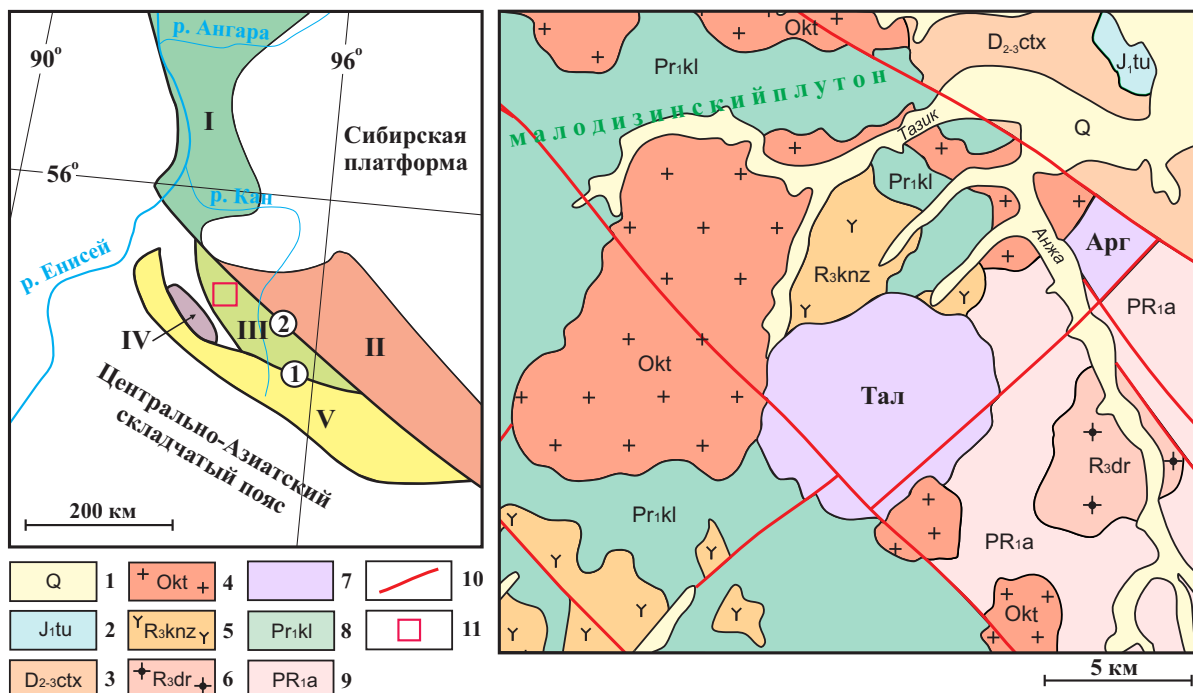 р. Ангара
90°
96°
I
Сибирская
платформа
56°
р. Кан
р. Енисей
2
III
IV
II
1
V
Центрально-Азиатский
складчатый пояс
200 км
Okt
D2-3ctx
J1tu
Pr1kl
малодизинский плутон
Тазик
Q
Pr1kl
Арг
Анжа
R3knz
PR1a
Okt
Тал
R3dr
Pr1kl
PR1a
Okt
5 км
Q 1
Okt 4
7
10
J1tu 2
R3knz 5
Pr1kl 8
11
D2-3ctx 3
R3dr 6
PR1a 9